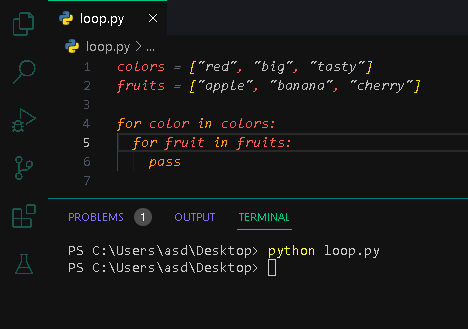 loop.py ×
loop.py > ...
1 colors = ["red", "big", "tasty"]
2 fruits = ["apple", "banana", "cherry"]
3
4 for color in colors:
5 for fruit in fruits:
6 pass
7
PROBLEMS 1 OUTPUT TERMINAL
PS C:\Users\asd\Desktop> python loop.py
PS C:\Users\asd\Desktop>